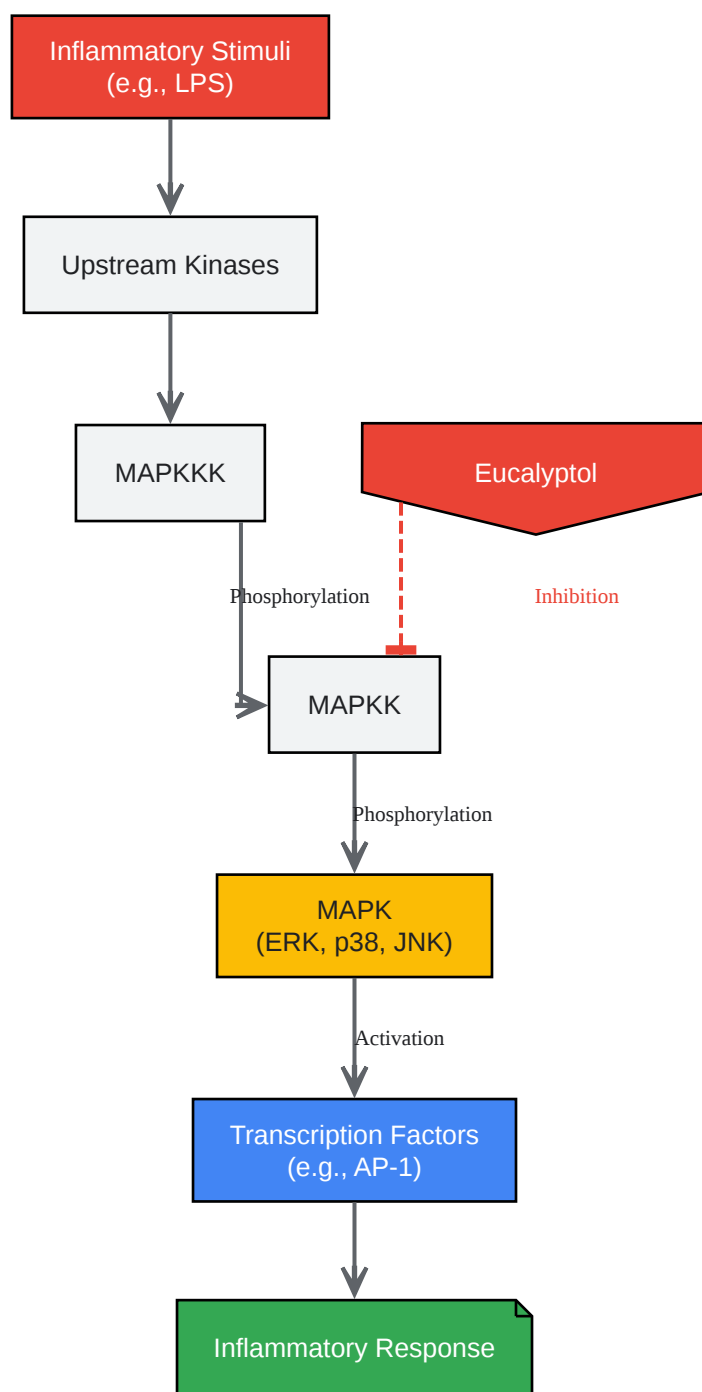 Inflammatory Stimuli
(e.g., LPS)
Upstream Kinases
MAPKKK
Eucalyptol
Phosphorylation
Inhibition
MAPKK
Phosphorylation
MAPK
(ERK, p38, JNK)
Activation
Transcription Factors
(e.g., AP-1)
Inflammatory Response